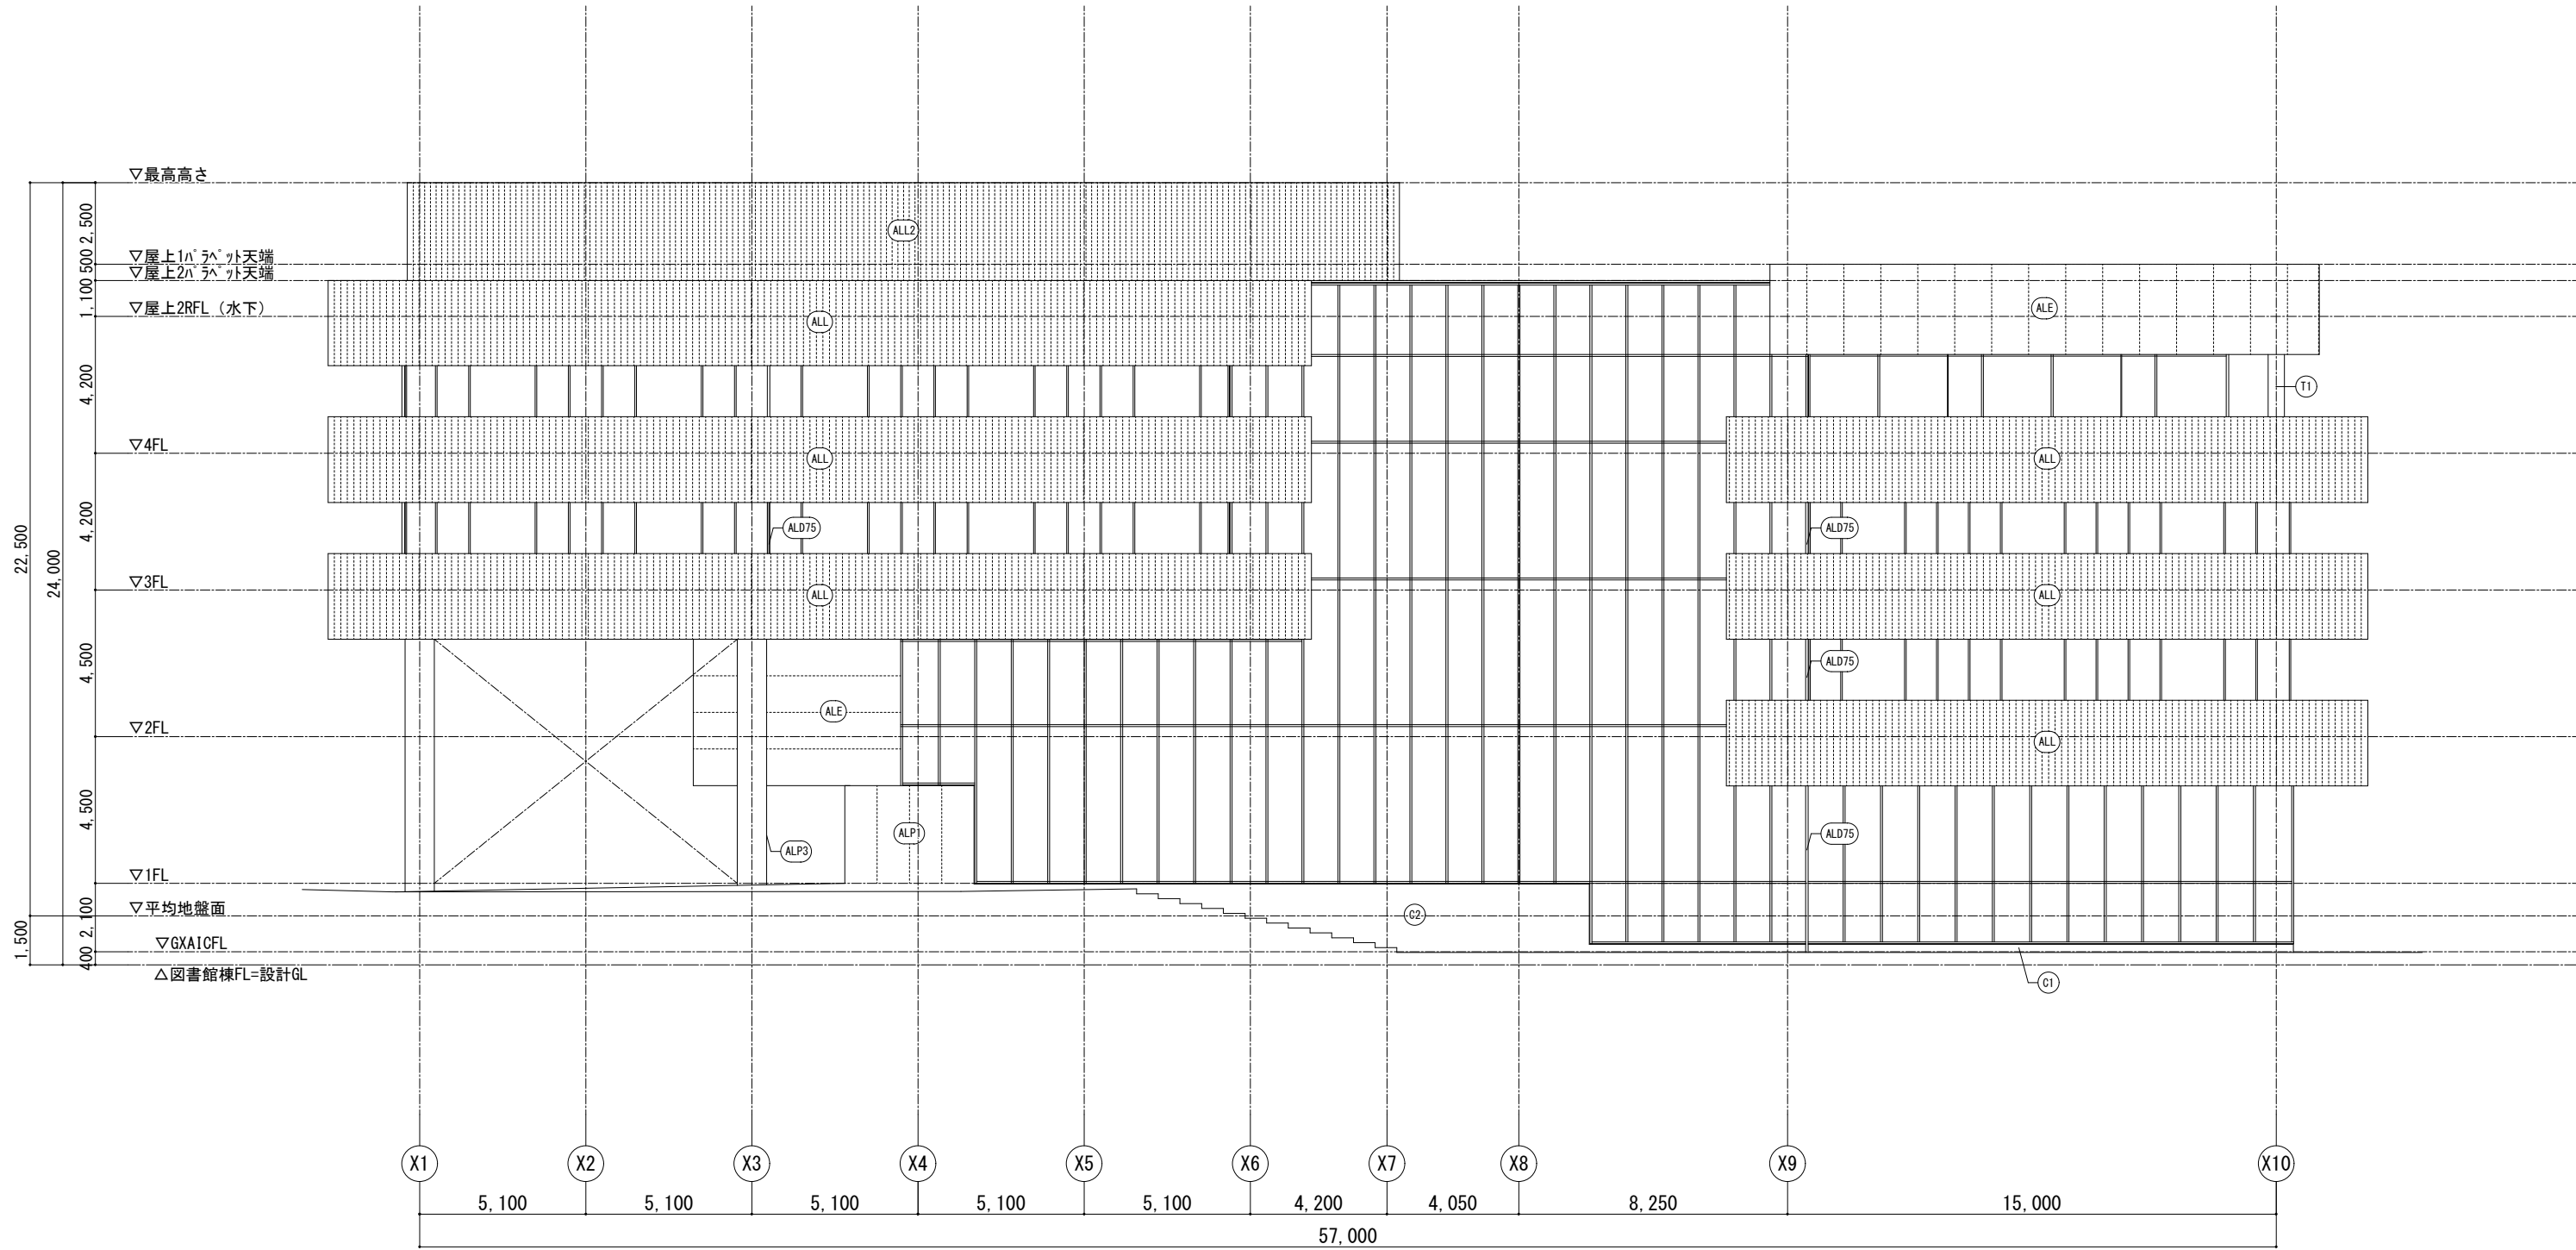 ▽最高高さ
2,500
ALL2
▽屋上1パラペット天端
500
▽屋上2パラペット天端
1,100
▽屋上2RFL（水下）
ALL
ALE
4,200
T1
▽4FL
ALL
ALL
4,200
ALD75
ALD75
22,500
24,000
▽3FL
ALL
ALL
4,500
ALD75
▽2FL
ALE
ALL
4,500
ALP3
ALP1
ALD75
▽1FL
▽平均地盤面
2,100
C2
1,500
▽GXAICFL
400
△図書館棟FL=設計GL
C1
X1 X2 X3 X4 X5 X6 X7 X8 X9 X10
5,100 5,100 5,100 5,100 5,100 4,200 4,050 8,250 15,000
57,000